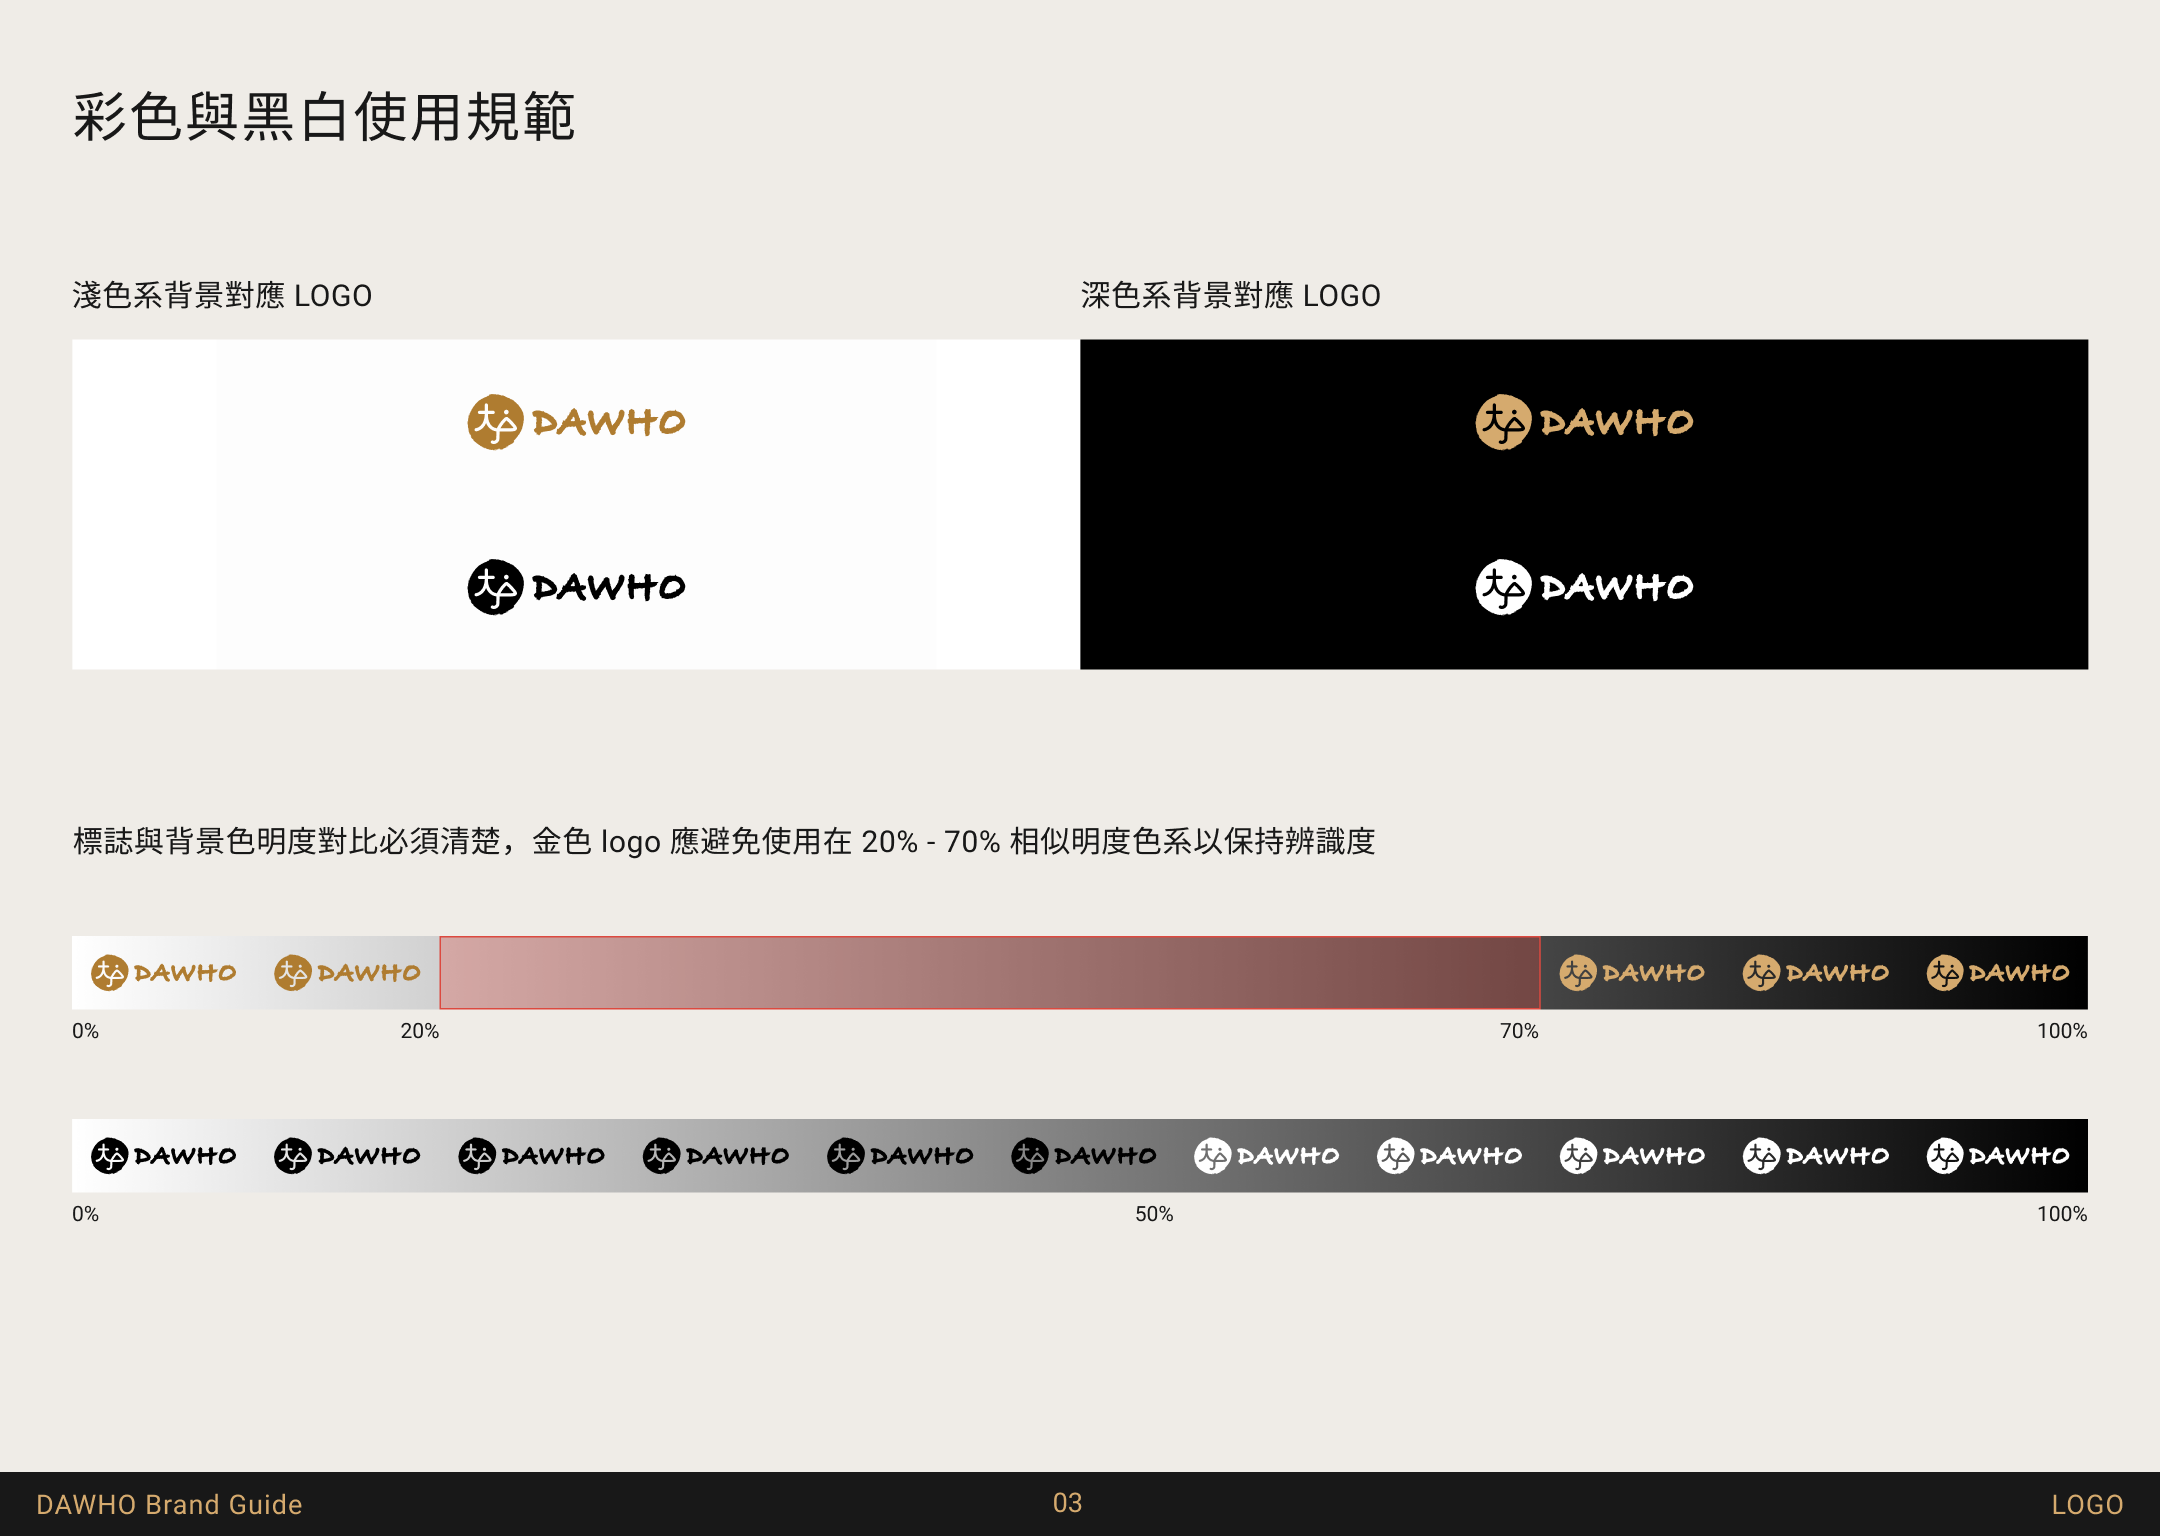 彩色與黑白使用規範
淺色系背景對應 LOGO
深色系背景對應 LOGO
DAWHO
DAWHO
DAWHO
DAWHO
標誌與背景色明度對比必須清楚，金色 logo 應避免使用在 20% - 70% 相似明度色系以保持辨識度
DAWHO DAWHO DAWHO DAWHO DAWHO
0% 20% 70% 100%
DAWHO DAWHO DAWHO DAWHO DAWHO DAWHO DAWHO DAWHO DAWHO DAWHO DAWHO
0% 50% 100%
DAWHO Brand Guide 03 LOGO